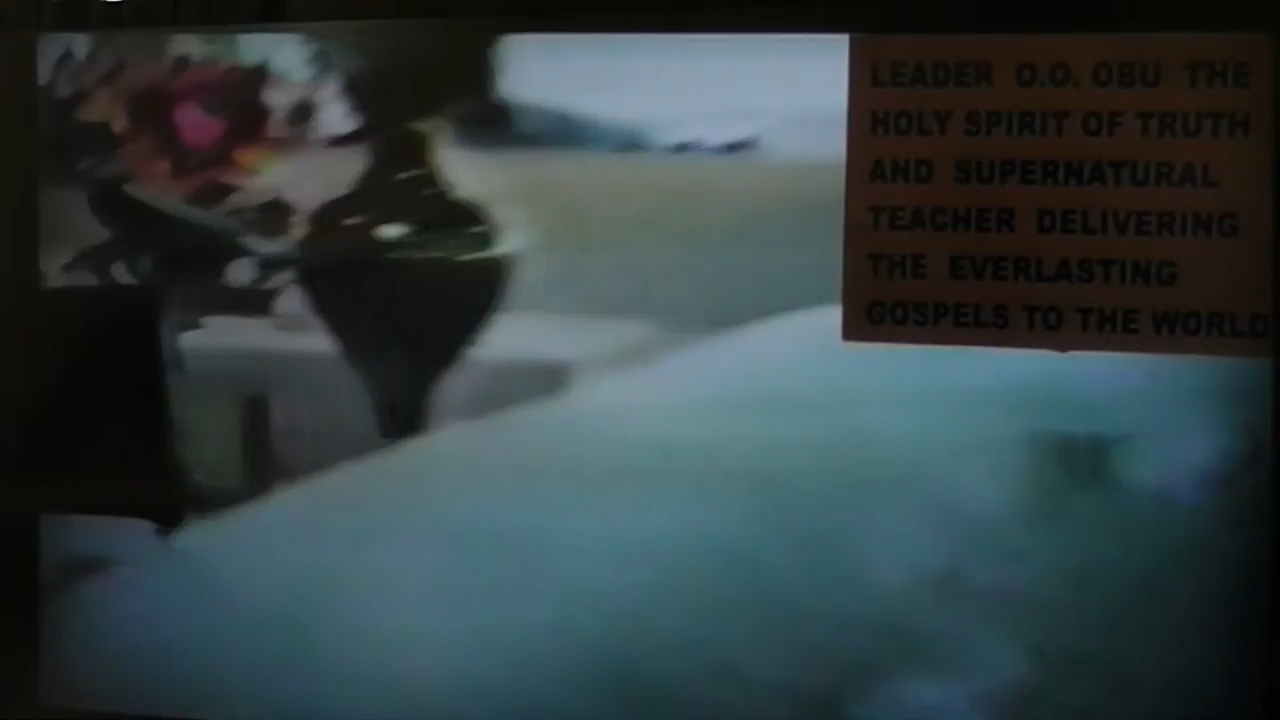 LEADER O.O. OBU THE
HOLY SPIRIT OF TRUTH
AND SUPERNATURAL
TEACHER DELIVERING
THE EVERLASTING
GOSPELS TO THE WORLD